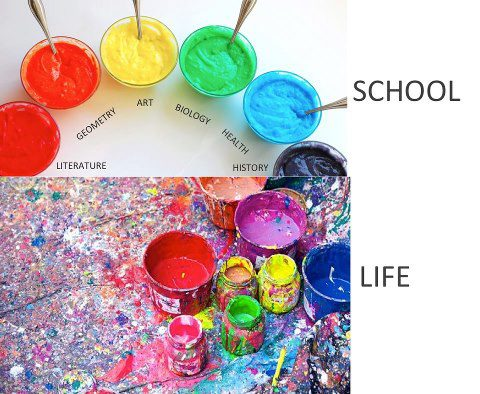 SCHOOL
ART
GEOMETRY
BIOLOGY
HEALTH
LITERATURE
HISTORY
LIFE